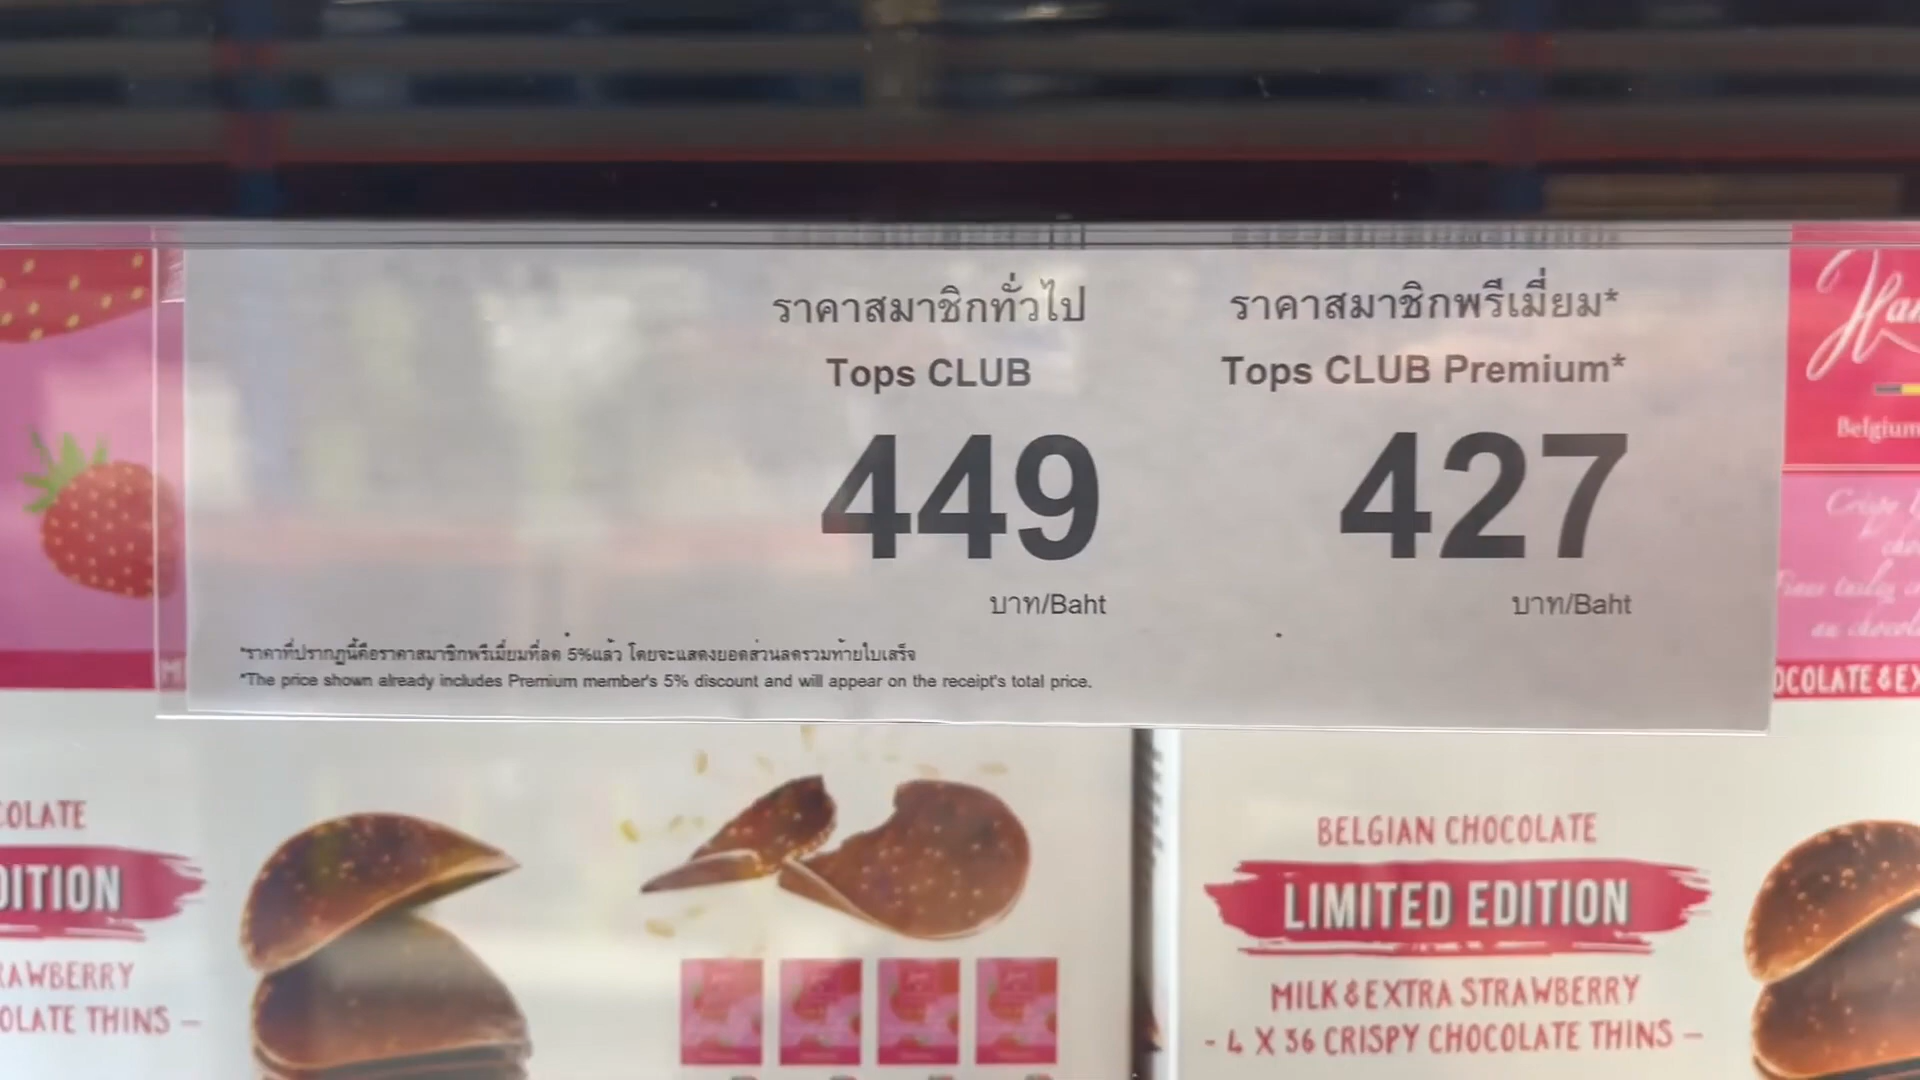 ราคาสมาชิกทั่วไป
Tops CLUB
449
บาท/Baht
ราคาสมาชิกพรีเมี่ยม*
Tops CLUB Premium*
427
บาท/Baht
*ราคาที่ปรากฏนี้คือราคาสมาชิกพรีเมี่ยมที่ลด 5%แล้ว โดยจะแสดงยอดส่วนลดรวมท้ายใบเสร็จ
*The price shown already includes Premium member's 5% discount and will appear on the receipt's total price.
Belgium
OCOLATE & EX
COLATE
DITION
RAWBERRY
OLATE THINS –
BELGIAN CHOCOLATE
LIMITED EDITION
MILK & EXTRA STRAWBERRY
- 4 X 36 CRISPY CHOCOLATE THINS –